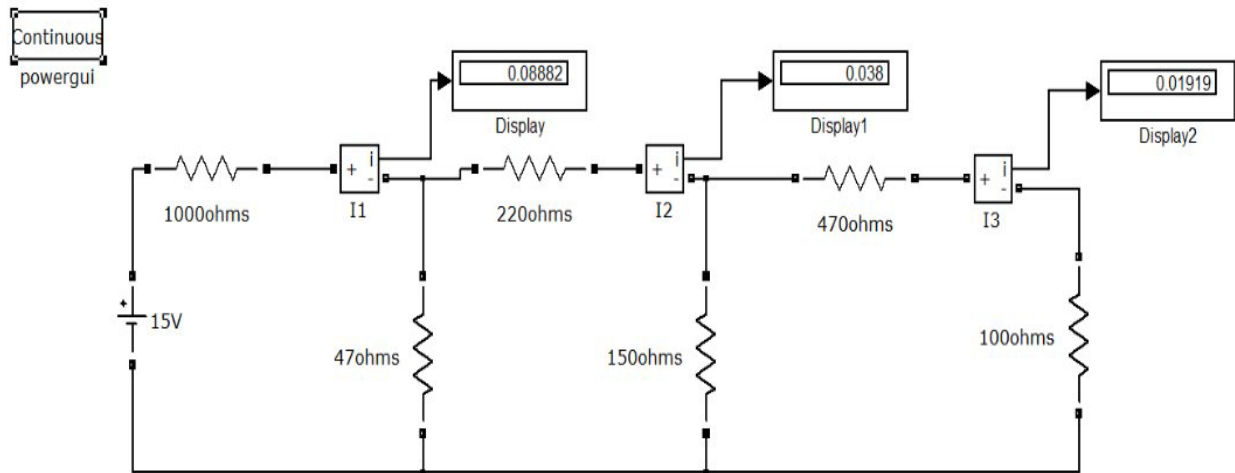 Continuous
powergui
0.08882
Display
0.038
Display1
0.01919
Display2
1000ohms
+
i
-
I1
220ohms
+
i
-
I2
470ohms
+
i
-
I3
+
15V
47ohms
150ohms
100ohms